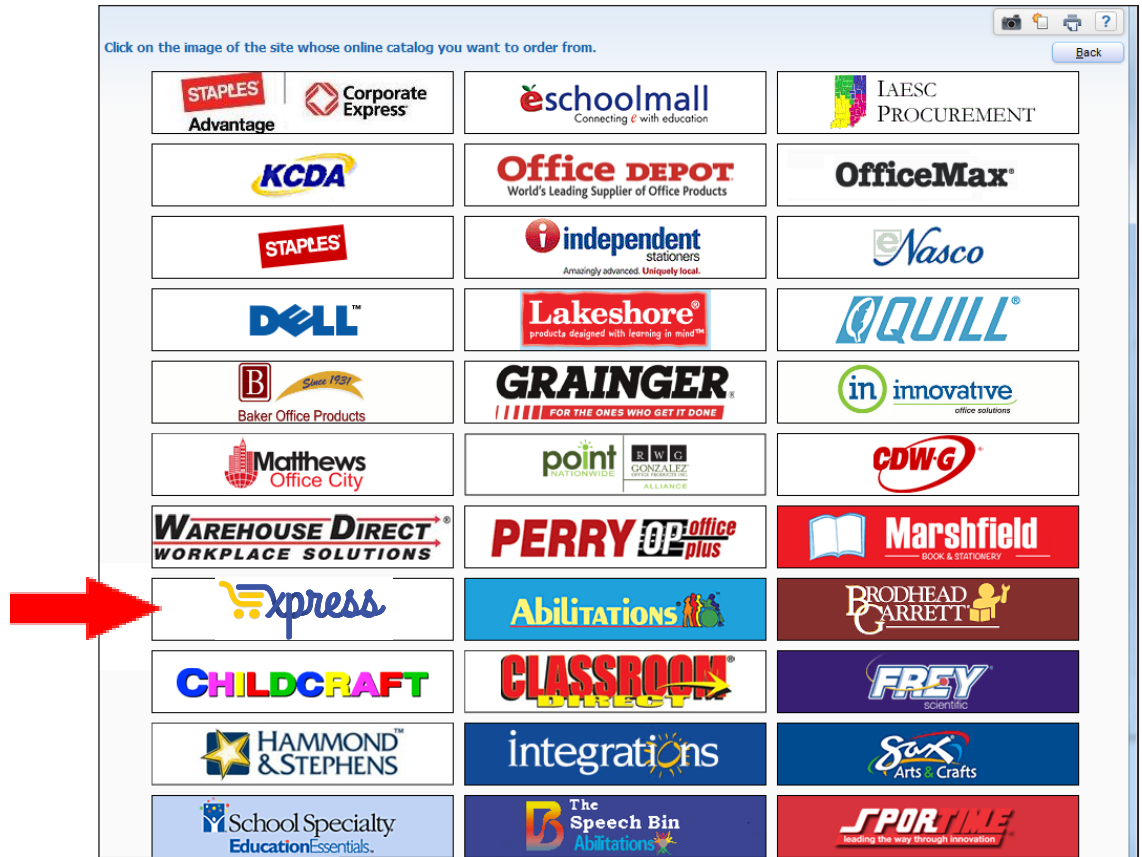 ?
Click on the image of the site whose online catalog you want to order from.
Back
STAPLES Advantage
Corporate Express
eschoolmall
Connecting e with education
IAESC PROCUREMENT
KCDA
Office DEPOT
World's Leading Supplier of Office Products
OfficeMax®
STAPLES
i independent
stationers
Amazingly advanced. Uniquely local.
eNasco
DELL™
Lakeshore®
products designed with learning in mind™
QUILL®
B Since 1931
Baker Office Products
GRAINGER®
FOR THE ONES WHO GET IT DONE
in innovative
office solutions
Matthews
Office City
point
NATIONWIDE
RWG
GONZALEZ
OFFICE PRODUCTS INC.
ALLIANCE
CDW·G®
WAREHOUSE DIRECT®
WORKPLACE SOLUTIONS
PERRY OP office plus
Marshfield
BOOK & STATIONERY
Express
ABILITATIONS®
BRODHEAD
GARRETT®
CHILDCRAFT
CLASSROOM®
DIRECT
FREY®
scientific
HAMMOND™
& STEPHENS
integrations
Sax®
Arts & Crafts
School Specialty.
EducationEssentials.
The
Speech Bin
Abilitations
SPORTIME®
leading the way through innovation